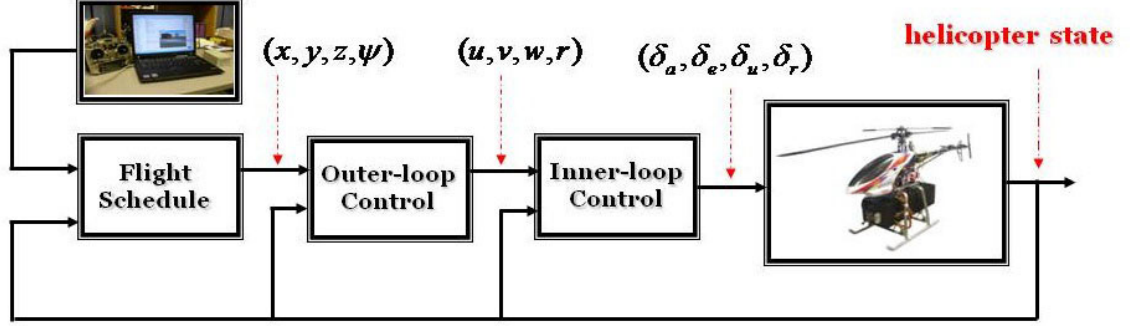 helicopter state
(x, y, z, ψ)
(u, v, w, r)
(δa, δe, δu, δr)
Flight
Schedule
Outer-loop
Control
Inner-loop
Control